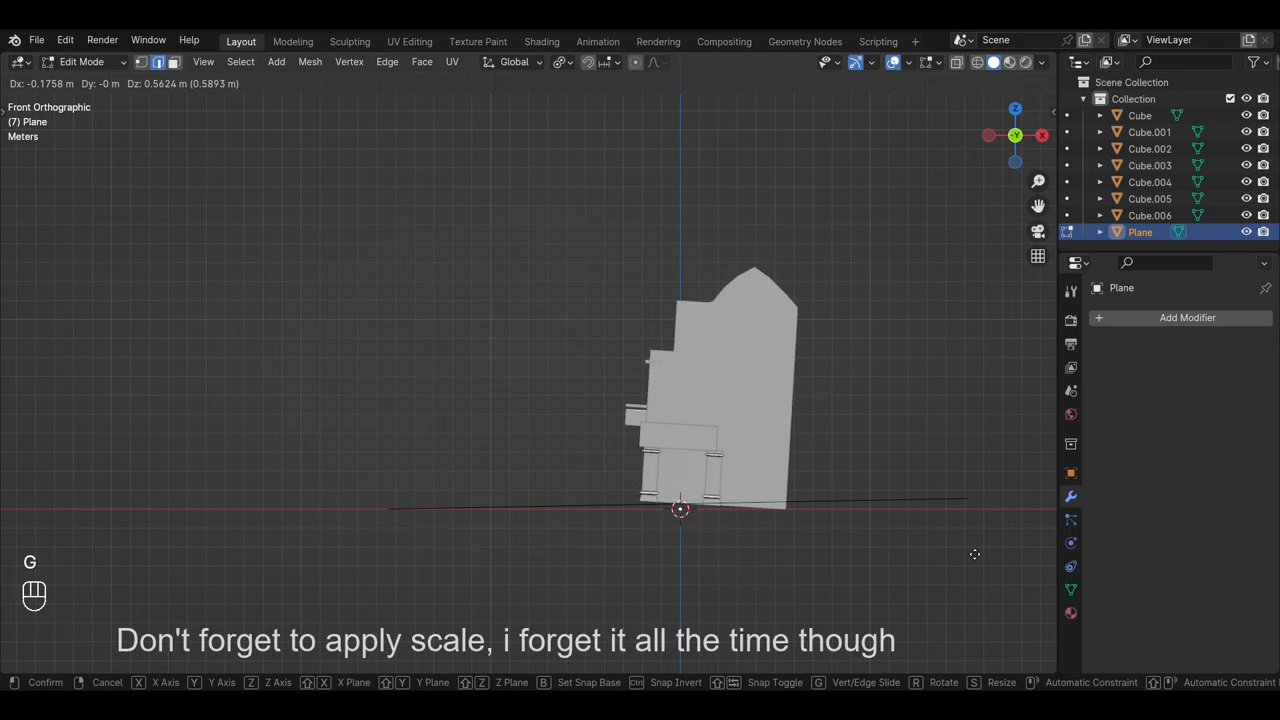 File Edit Render Window Help Layout Modeling Sculpting UV Editing Texture Paint Shading Animation Rendering Compositing Geometry Nodes Scripting + Scene ViewLayer
Edit Mode View Select Add Mesh Vertex Edge Face UV Global
Dx: -0.1758 m Dy: -0 m Dz: 0.5624 m (0.5893 m)
Front Orthographic
(7) Plane
Meters
Z
-Y
X
Scene Collection
Collection
Cube
Cube.001
Cube.002
Cube.003
Cube.004
Cube.005
Cube.006
Plane
Plane
+ Add Modifier
G
Don't forget to apply scale, i forget it all the time though
Confirm Cancel X X Axis Y Y Axis Z Z Axis X X Plane Y Y Plane Z Z Plane B Set Snap Base Ctrl Snap Invert Snap Toggle G Vert/Edge Slide R Rotate S Resize Automatic Constraint Automatic Constraint